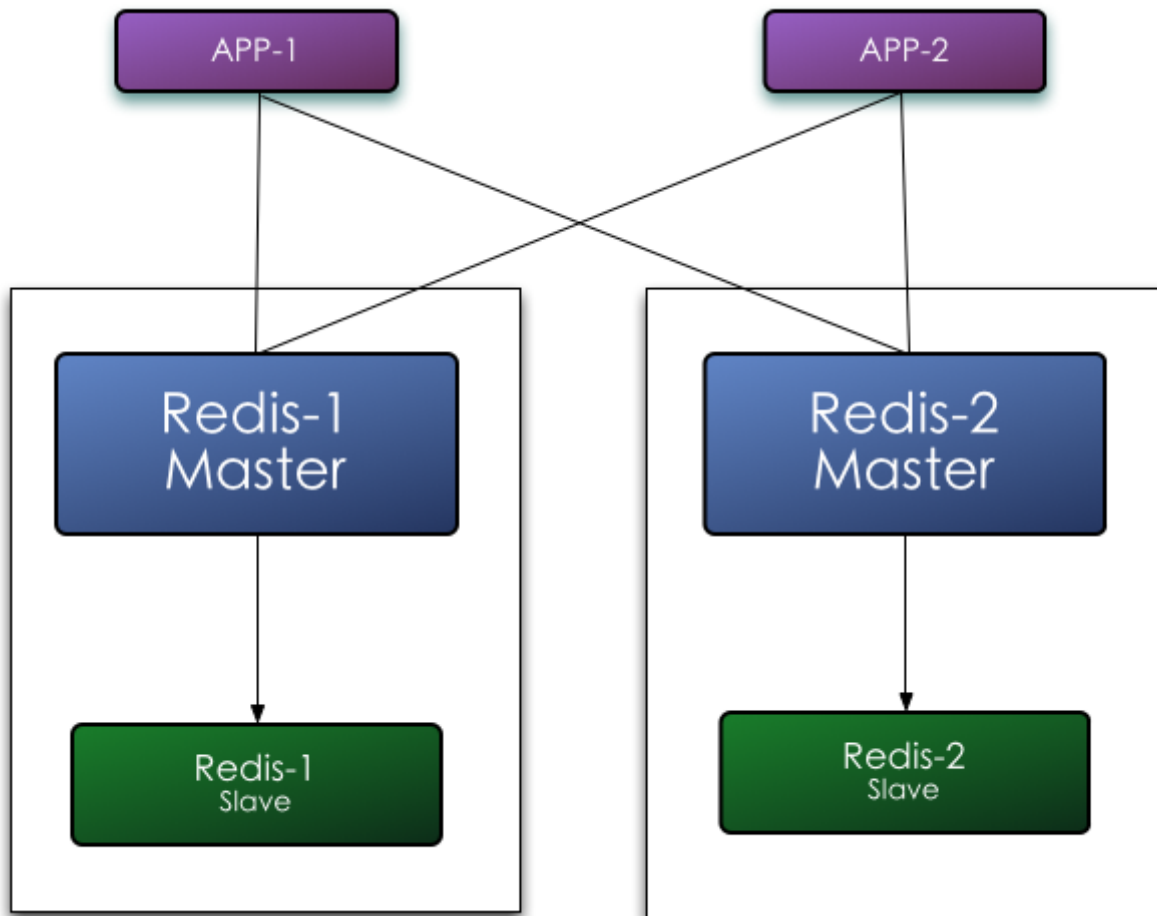 APP-1
APP-2
Redis-1
Master
Redis-2
Master
Redis-1
Slave
Redis-2
Slave